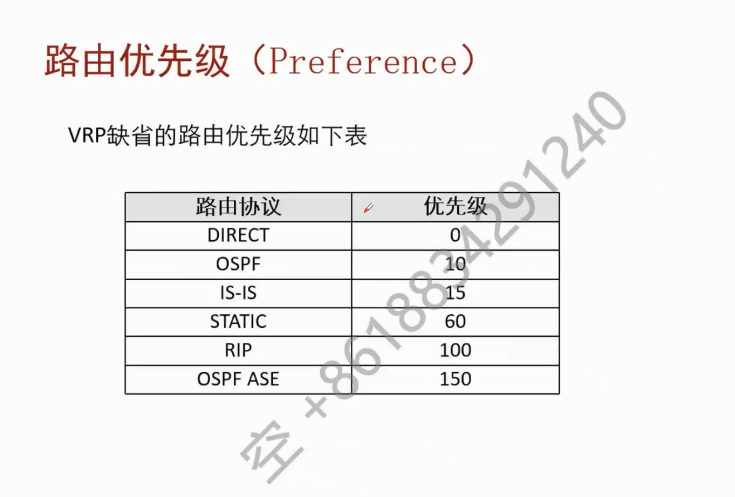 路由优先级（Preference）
VRP缺省的路由优先级如下表
路由协议 优先级
DIRECT 0
OSPF 10
IS-IS 15
STATIC 60
RIP 100
OSPF ASE 150
空 +8618834291240